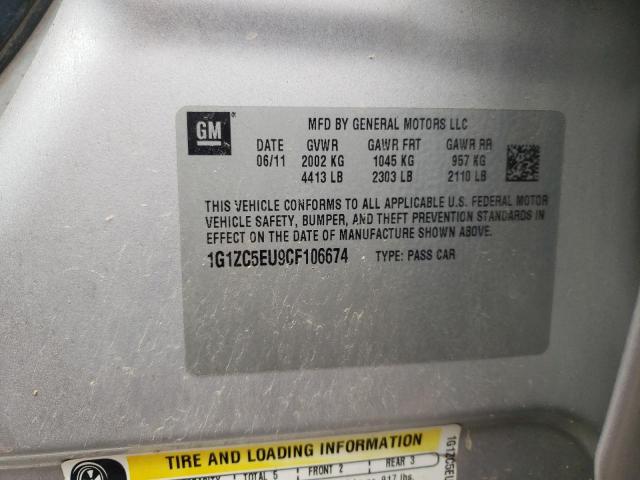 GM
MFD BY GENERAL MOTORS LLC
DATE GVWR GAWR FRT GAWR RR
06/11 2002 KG 1045 KG 957 KG
4413 LB 2303 LB 2110 LB
THIS VEHICLE CONFORMS TO ALL APPLICABLE U.S. FEDERAL MOTOR
VEHICLE SAFETY, BUMPER, AND THEFT PREVENTION STANDARDS IN
EFFECT ON THE DATE OF MANUFACTURE SHOWN ABOVE.
1G1ZC5EU9CF106674 TYPE: PASS CAR
TIRE AND LOADING INFORMATION
TOTAL 5 FRONT 2 REAR 3
917 lbs.
1G1ZC5EU